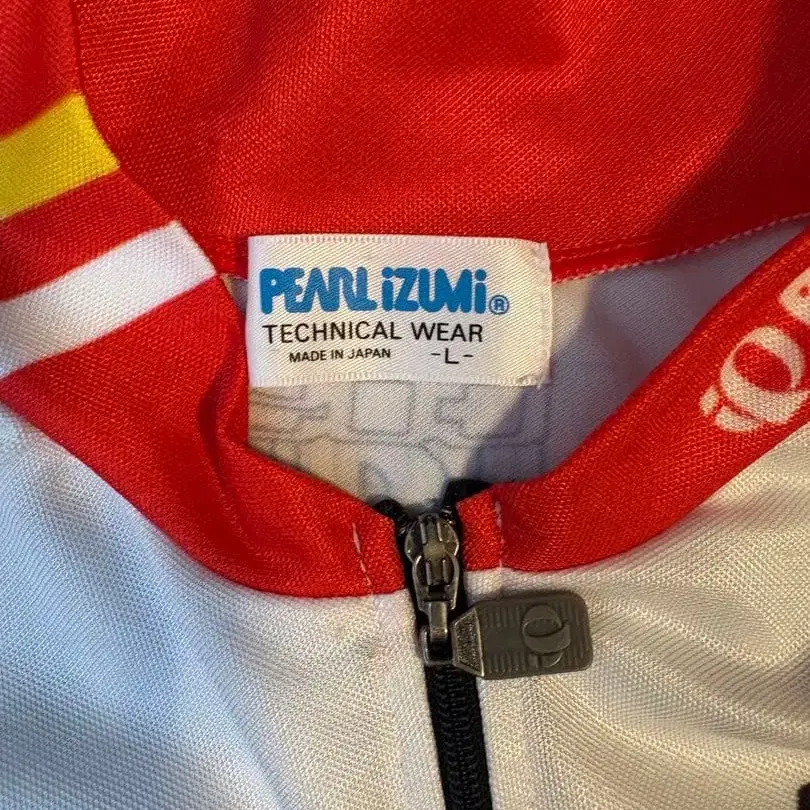 PEARL iZUMi®
TECHNICAL WEAR
MADE IN JAPAN -L-